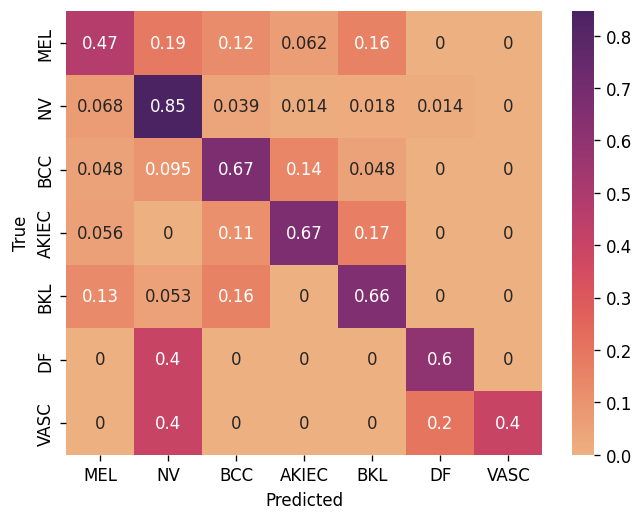 MEL 0.47 0.19 0.12 0.062 0.16 0 0
NV 0.068 0.85 0.039 0.014 0.018 0.014 0
BCC 0.048 0.095 0.67 0.14 0.048 0 0
AKIEC 0.056 0 0.11 0.67 0.17 0 0
BKL 0.13 0.053 0.16 0 0.66 0 0
DF 0 0.4 0 0 0 0.6 0
VASC 0 0.4 0 0 0 0.2 0.4
MEL NV BCC AKIEC BKL DF VASC
Predicted
True
0.8
0.7
0.6
0.5
0.4
0.3
0.2
0.1
0.0